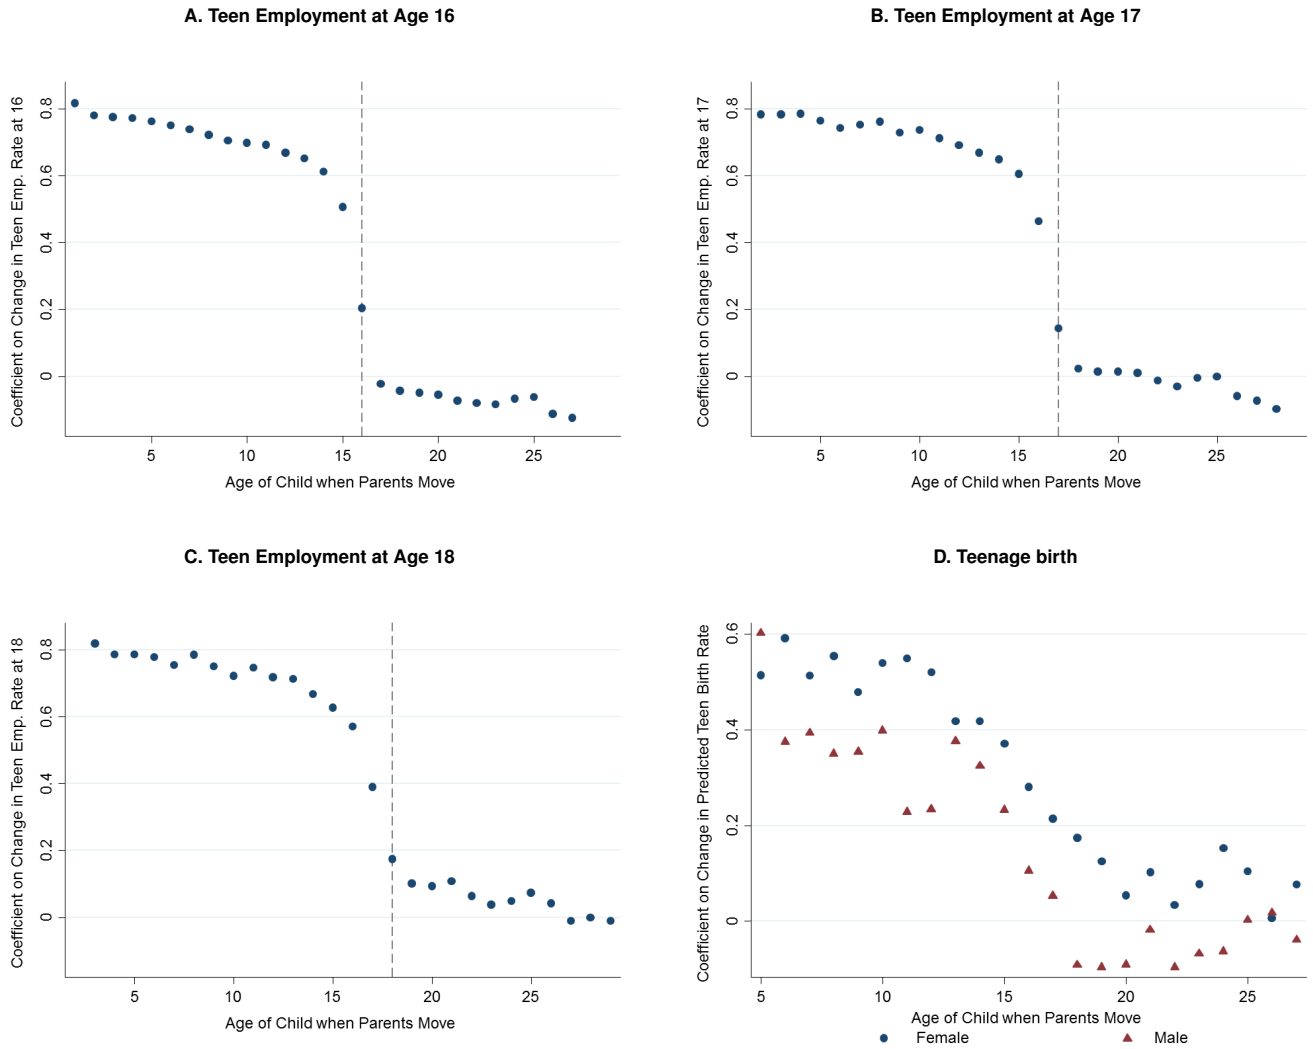 A. Teen Employment at Age 16
Coefficient on Change in Teen Emp. Rate at 16
0.8
0.6
0.4
0.2
0
5 10 15 20 25
Age of Child when Parents Move
B. Teen Employment at Age 17
Coefficient on Change in Teen Emp. Rate at 17
0.8
0.6
0.4
0.2
0
5 10 15 20 25
Age of Child when Parents Move
C. Teen Employment at Age 18
Coefficient on Change in Teen Emp. Rate at 18
0.8
0.6
0.4
0.2
0
5 10 15 20 25
Age of Child when Parents Move
D. Teenage birth
Coefficient on Change in Predicted Teen Birth Rate
0.6
0.4
0.2
0
5 10 15 20 25
Age of Child when Parents Move
Female Male